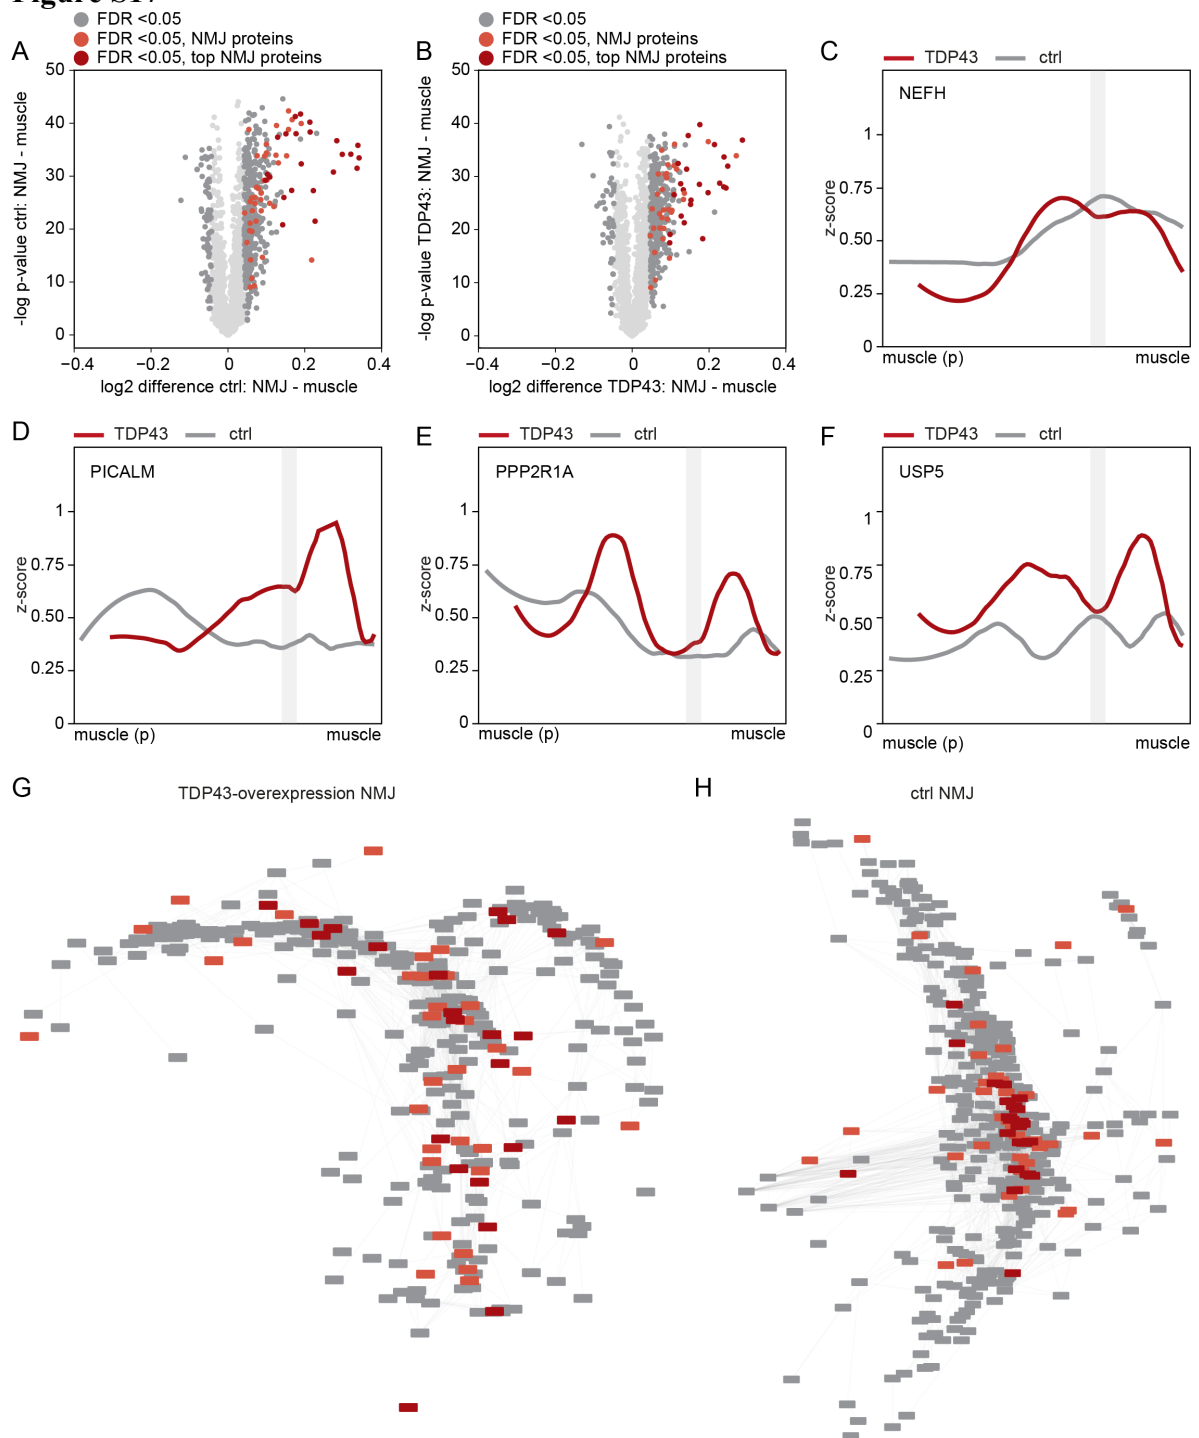 Figure S17
A
FDR <0.05
FDR <0.05, NMJ proteins
FDR <0.05, top NMJ proteins
-log p-value ctrl: NMJ - muscle
50
40
30
20
10
0
−0.4
−0.2
0
0.2
0.4
log2 difference ctrl: NMJ - muscle
B
FDR <0.05
FDR <0.05, NMJ proteins
FDR <0.05, top NMJ proteins
-log p-value TDP43: NMJ - muscle
50
40
30
20
10
0
−0.4
−0.2
0
0.2
0.4
log2 difference TDP43: NMJ - muscle
C
TDP43 ctrl
NEFH
z-score
1
0.75
0.50
0.25
0
muscle (p) muscle
D
TDP43 ctrl
PICALM
z-score
1
0.75
0.50
0.25
0
muscle (p) muscle
E
TDP43 ctrl
PPP2R1A
z-score
1
0.75
0.50
0.25
0
muscle (p) muscle
F
TDP43 ctrl
USP5
z-score
1
0.75
0.50
0.25
0
muscle (p) muscle
G
TDP43-overexpression NMJ
H
ctrl NMJ